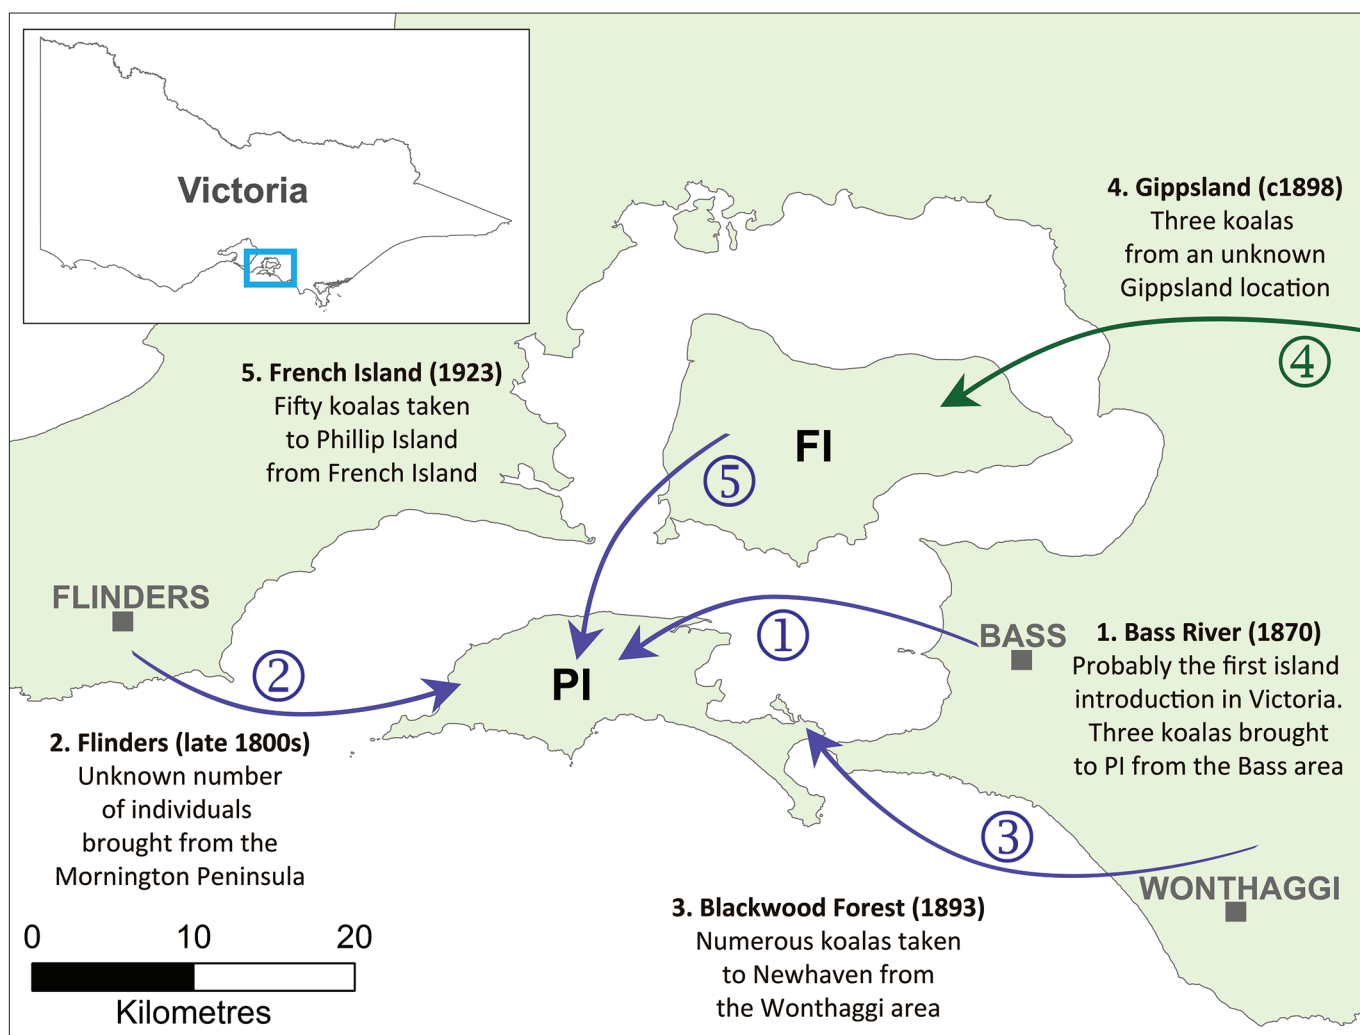 Victoria
4. Gippsland (c1898)
Three koalas
from an unknown
Gippsland location
④
5. French Island (1923)
Fifty koalas taken
to Phillip Island
from French Island
FI
⑤
FLINDERS
②
PI
①
BASS
1. Bass River (1870)
Probably the first island
introduction in Victoria.
Three koalas brought
to PI from the Bass area
2. Flinders (late 1800s)
Unknown number
of individuals
brought from the
Mornington Peninsula
③
WONTHAGGI
3. Blackwood Forest (1893)
Numerous koalas taken
to Newhaven from
the Wonthaggi area
0 10 20
Kilometres